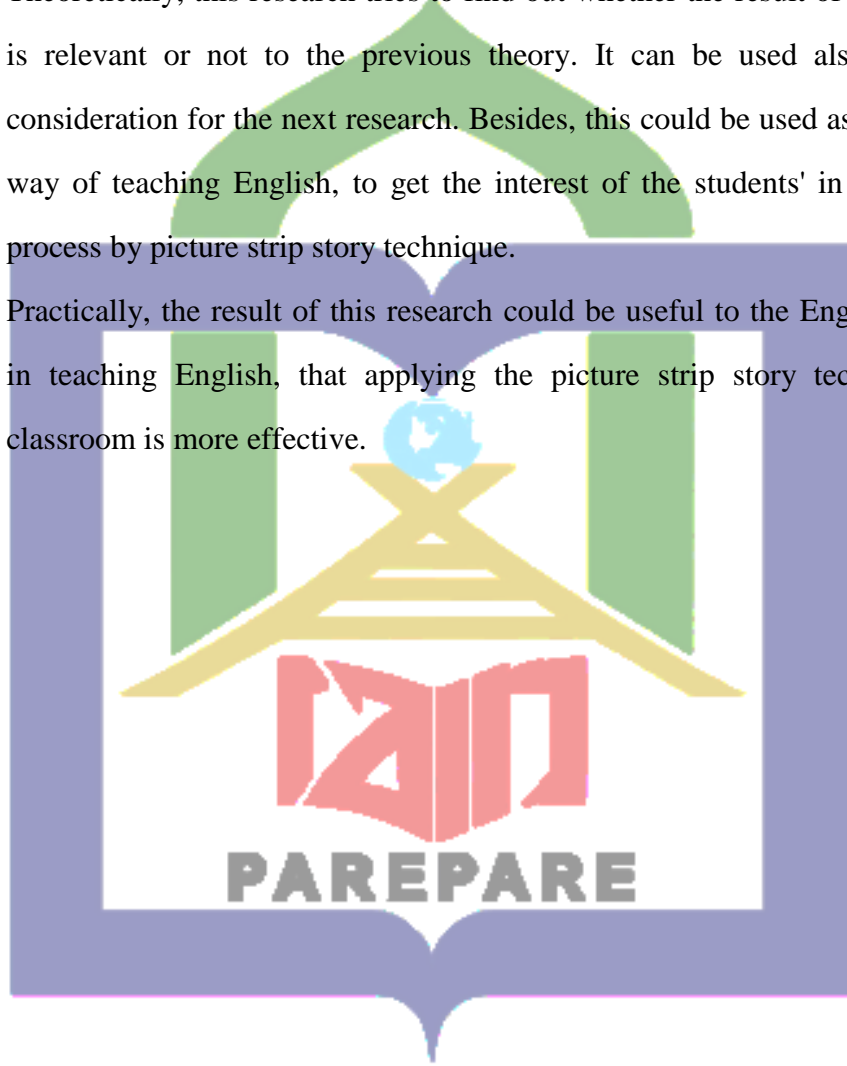 Theoretically, this research tries to find out whether the result of
is relevant or not to the previous theory. It can be used als
consideration for the next research. Besides, this could be used as
way of teaching English, to get the interest of the students' in
process by picture strip story technique.
Practically, the result of this research could be useful to the Eng
in teaching English, that applying the picture strip story tec
classroom is more effective.
iain
PAREPARE